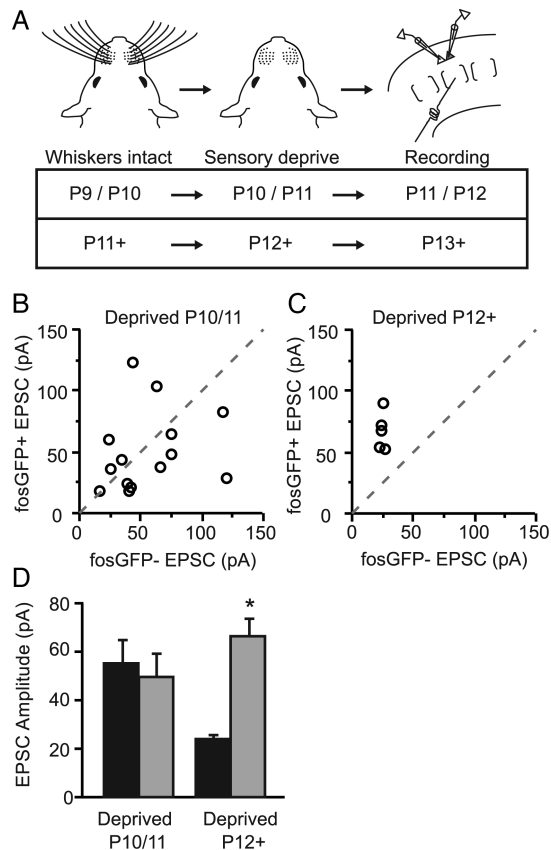 A
Whiskers intact Sensory deprive Recording
P9 / P10 P10 / P11 P11 / P12
P11+ P12+ P13+
B
Deprived P10/11
150
100
50
0
fosGFP+ EPSC (pA)
0 50 100 150
fosGFP- EPSC (pA)
C
Deprived P12+
150
100
50
0
fosGFP+ EPSC (pA)
0 50 100 150
fosGFP- EPSC (pA)
D
80
60
40
20
0
EPSC Amplitude (pA)
*
Deprived P10/11
Deprived P12+